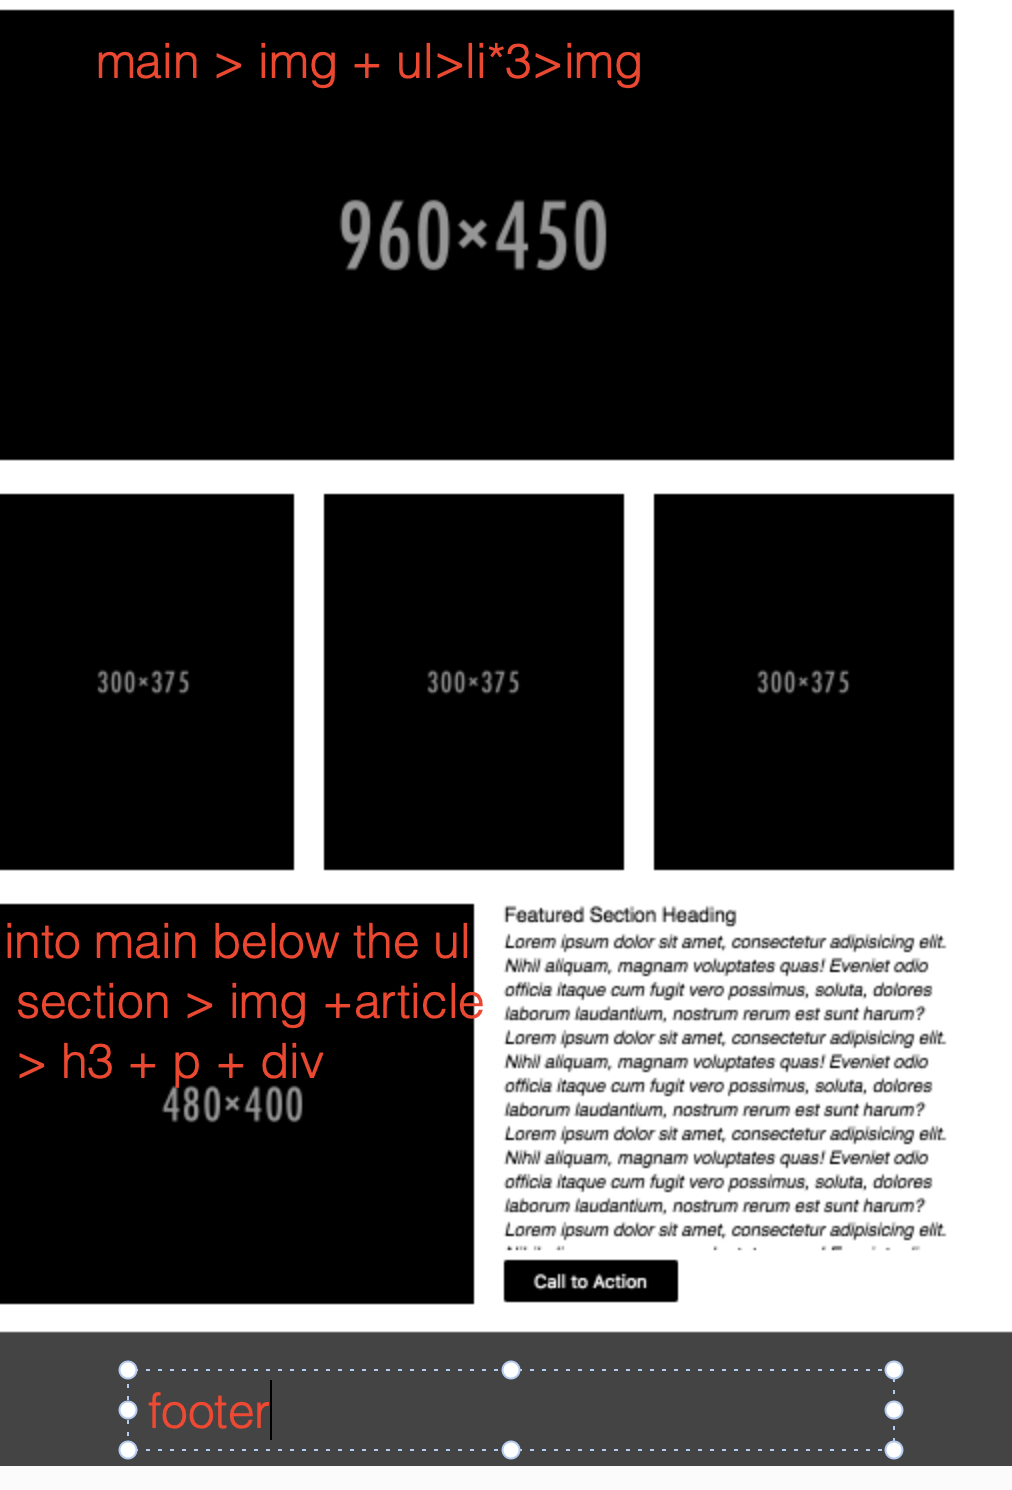 main > img + ul>li*3>img
960×450
300×375
300×375
300×375
into main below the ul
section > img +article
> h3 + p + div
480×400
Featured Section Heading
Lorem ipsum dolor sit amet, consectetur adipisicing elit.
Nihil aliquam, magnam voluptates quas! Eveniet odio
officia itaque cum fugit vero possimus, soluta, dolores
laborum laudantium, nostrum rerum est sunt harum?
Lorem ipsum dolor sit amet, consectetur adipisicing elit.
Nihil aliquam, magnam voluptates quas! Eveniet odio
officia itaque cum fugit vero possimus, soluta, dolores
laborum laudantium, nostrum rerum est sunt harum?
Lorem ipsum dolor sit amet, consectetur adipisicing elit.
Nihil aliquam, magnam voluptates quas! Eveniet odio
officia itaque cum fugit vero possimus, soluta, dolores
laborum laudantium, nostrum rerum est sunt harum?
Lorem ipsum dolor sit amet, consectetur adipisicing elit.
Call to Action
footer